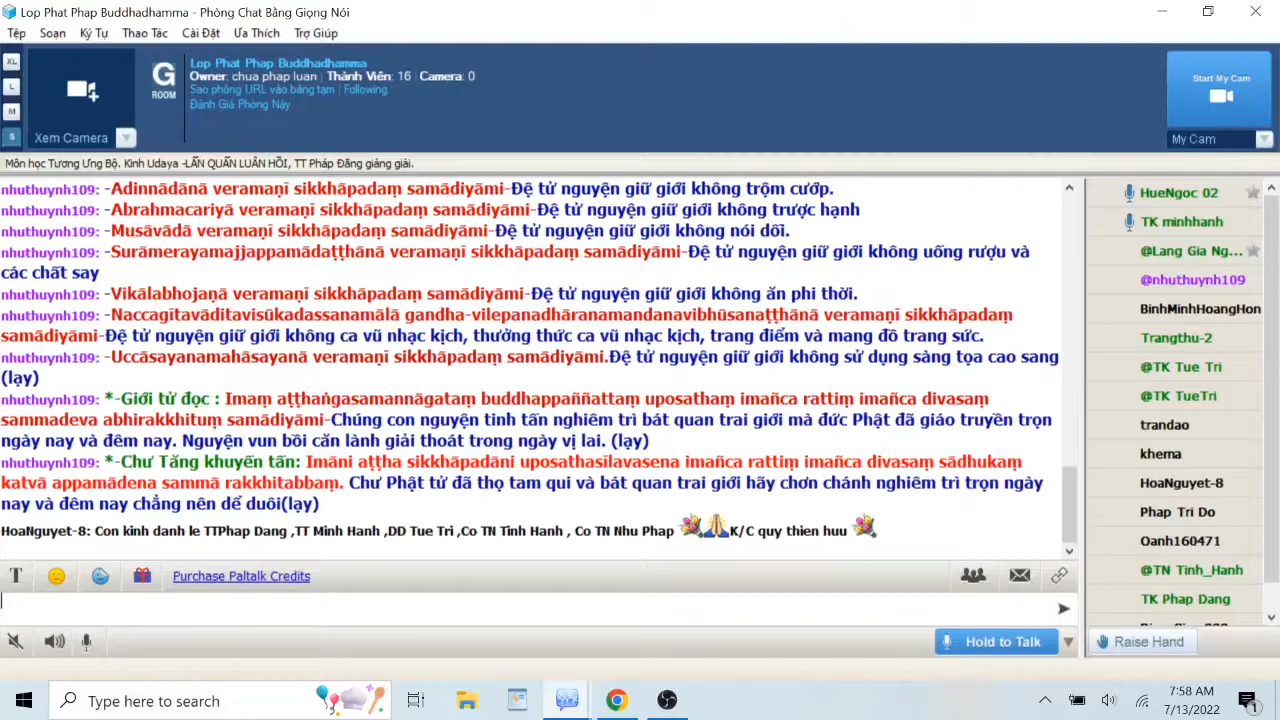 Lop Phat Phap Buddhadhamma - Phòng Chat Bằng Giọng Nói
Tệp Soạn Ký Tự Thao Tác Cài Đặt Ưa Thích Trợ Giúp
XL
L
M
S
Xem Camera
G
ROOM
Lop Phat Phap Buddhadhamma
Owner: chua phap luan | Thành Viên: 16 | Camera: 0
Sao phòng URL vào bảng tạm | Following
Đánh Giá Phòng Này
Start My Cam
My Cam
Môn học Tương Ưng Bộ. Kinh Udaya -LẨN QUẨN LUÂN HỒI, TT Pháp Đăng giảng giải.
nhuthuynh109: -Adinnādānā veramaṇī sikkhāpadaṃ samādiyāmi-Đệ tử nguyện giữ giới không trộm cướp.
nhuthuynh109: -Abrahmacariyā veramaṇī sikkhāpadaṃ samādiyāmi-Đệ tử nguyện giữ giới không trược hạnh
nhuthuynh109: -Musāvādā veramaṇī sikkhāpadaṃ samādiyāmi-Đệ tử nguyện giữ giới không nói dối.
nhuthuynh109: -Surāmerayamajjappamādaṭṭhānā veramaṇī sikkhāpadaṃ samādiyāmi-Đệ tử nguyện giữ giới không uống rượu và
các chất say
nhuthuynh109: -Vikālabhojaṇā veramaṇī sikkhāpadaṃ samādiyāmi-Đệ tử nguyện giữ giới không ăn phi thời.
nhuthuynh109: -Naccagītavāditavisūkadassanamālā gandha-vilepanadhāranamandanavibhūsanaṭṭhānā veramaṇī sikkhāpadaṃ
samādiyāmi-Đệ tử nguyện giữ giới không ca vũ nhạc kịch, thưởng thức ca vũ nhạc kịch, trang điểm và mang đồ trang sức.
nhuthuynh109: -Uccāsayanamahāsayanā veramaṇī sikkhāpadaṃ samādiyāmi.Đệ tử nguyện giữ giới không sử dụng sàng tọa cao sang
(lạy)
nhuthuynh109: *-Giới tử đọc : Imaṃ aṭṭhaṅgasamannāgataṃ buddhappaññattaṃ uposathaṃ imañca rattiṃ imañca divasaṃ
sammadeva abhirakkhituṃ samādiyāmi-Chúng con nguyện tinh tấn nghiêm trì bát quan trai giới mà đức Phật đã giáo truyền trọn
ngày nay và đêm nay. Nguyện vun bồi căn lành giải thoát trong ngày vị lai. (lạy)
nhuthuynh109: *-Chư Tăng khuyến tấn: Imāni aṭṭha sikkhāpadāni uposathasīlavasena imañca rattiṃ imañca divasaṃ sādhukaṃ
katvā appamādena sammā rakkhitabbaṃ. Chư Phật tử đã thọ tam qui và bát quan trai giới hãy chơn chánh nghiêm trì trọn ngày
nay và đêm nay chẳng nên dể duôi(lạy)
HoaNguyet-8: Con kinh danh le TTPhap Dang ,TT Minh Hanh ,DD Tue Tri ,Co TN Tinh Hanh , Co TN Nhu Phap K/C quy thien huu
HueNgoc 02
TK minhhanh
@Lang Gia Ng...
@nhuthuynh109
BinhMinhHoangHon
Trangthu-2
@TK Tue Tri
@TK TueTri
trandao
khema
HoaNguyet-8
Phap Tri Do
Oanh160471
@TN Tinh_Hanh
TK Phap Dang
T Purchase Paltalk Credits
Hold to Talk
Raise Hand
Type here to search
7:58 AM
7/13/2022
1